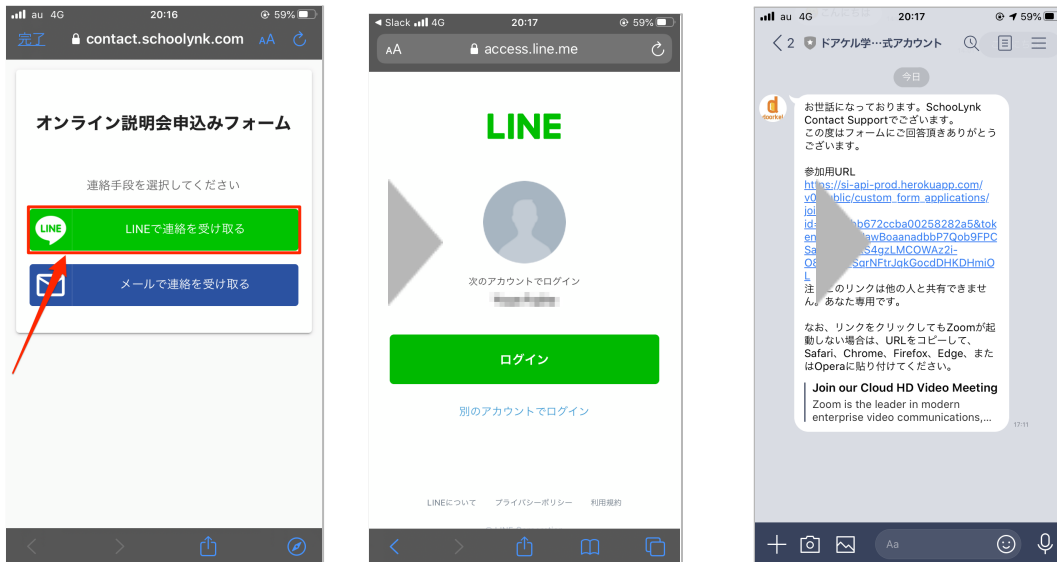 au 4G 20:16 59%
完了 contact.schoolynk.com AA
オンライン説明会申込みフォーム
連絡手段を選択してください
LINE LINEで連絡を受け取る
メールで連絡を受け取る
Slack 4G 20:17 59%
AA access.line.me
LINE
次のアカウントでログイン
ログイン
別のアカウントでログイン
LINEについて プライバシーポリシー 利用規約
au 4G 20:17 59%
2 ドアケル学…式アカウント
今日
doorkel
お世話になっております。SchooLynk
Contact Supportでございます。
この度はフォームにご回答頂きありがとう
ございます。
参加用URL
https://si-api-prod.herokuapp.com/
custom_form_applications/
b672ccba00258282a5&tok
awBoaanadbbP7Qob9FPC
S4gzLMCOWAz2i-
SqrNFtrJqkGocdDHKDHmiO
L
注 このリンクは他の人と共有できませ
ん。あなた専用です。
なお、リンクをクリックしてもZoomが起
動しない場合は、URLをコピーして、
Safari、Chrome、Firefox、Edge、また
はOperaに貼り付けてください。
Join our Cloud HD Video Meeting
Zoom is the leader in modern
enterprise video communications,...
17:11
Aa